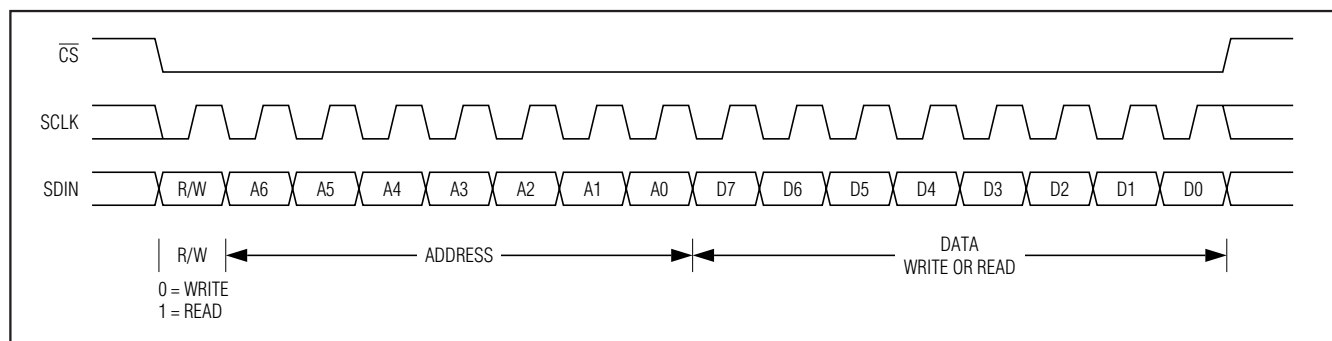 C̅S̅
SCLK
SDIN R/W A6 A5 A4 A3 A2 A1 A0 D7 D6 D5 D4 D3 D2 D1 D0
R/W ADDRESS DATA
WRITE OR READ
0 = WRITE
1 = READ